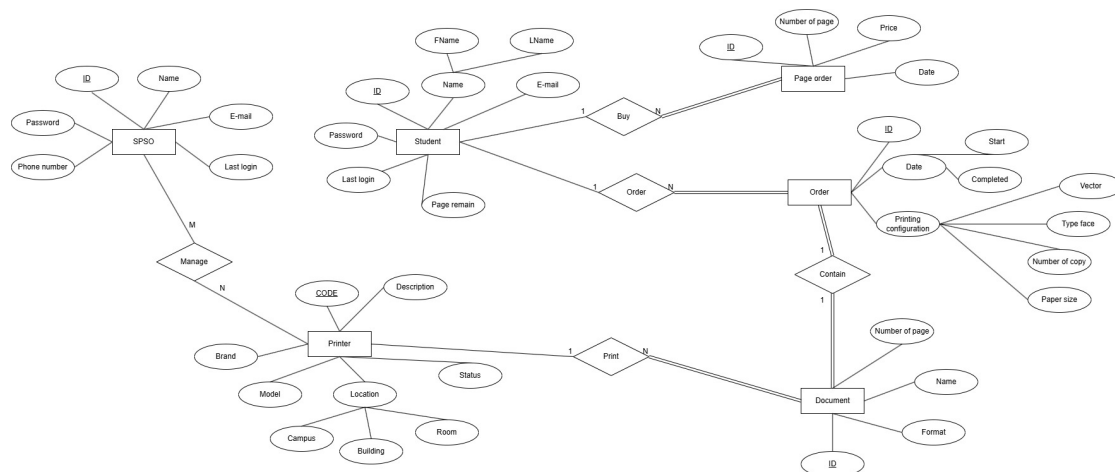 Number of page
Price
ID
Page order
Date
FName
LName
Name
E-mail
ID
Password
Student
Last login
Page remain
1
Buy
N
1
Order
N
ID
Name
Password
E-mail
SPSO
Phone number
Last login
M
Manage
N
ID
Start
Date
Completed
Order
Printing
configuration
Vector
Type face
Number of copy
Paper size
1
Contain
1
CODE
Description
Printer
Brand
Model
Location
Status
Campus
Building
Room
1
Print
N
Number of page
Name
Document
Format
ID